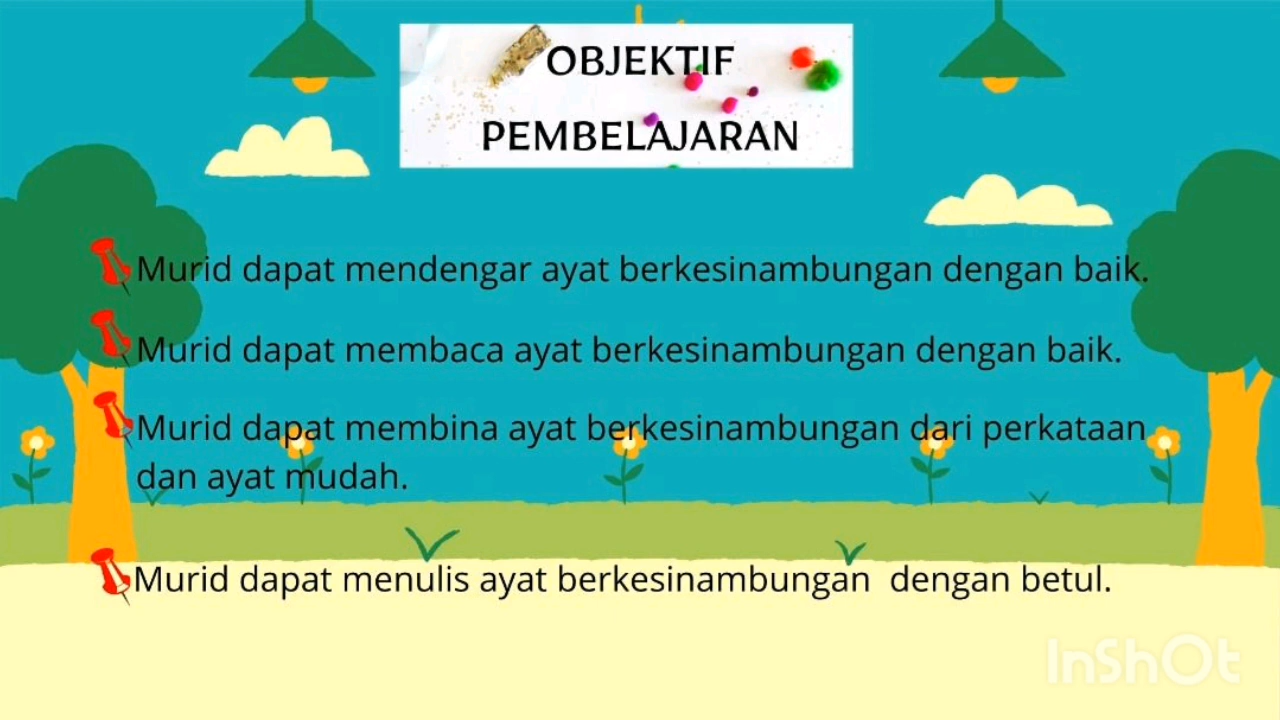 OBJEKTIF
PEMBELAJARAN
Murid dapat mendengar ayat berkesinambungan dengan baik.
Murid dapat membaca ayat berkesinambungan dengan baik.
Murid dapat membina ayat berkesinambungan dari perkataan
dan ayat mudah.
Murid dapat menulis ayat berkesinambungan dengan betul.
InShOt